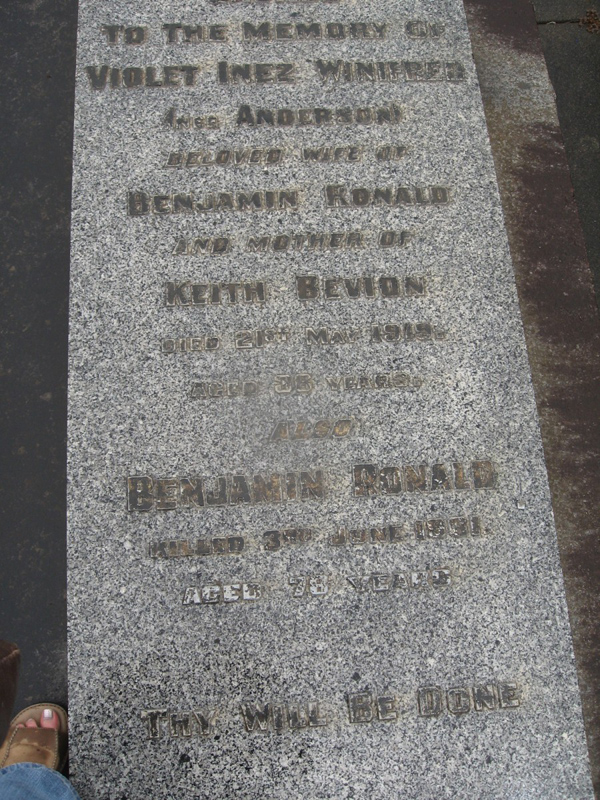 TO THE MEMORY OF
VIOLET INEZ WINIFRED
(NEE ANDERSON)
BELOVED WIFE OF
BENJAMIN RONALD
AND MOTHER OF
KEITH BEVION
DIED 21ST MAY 1919.
AGED YEARS.
ALSO
BENJAMIN RONALD
KILLED 3RD JUNE 1951.
AGED YEARS
THY WILL BE DONE